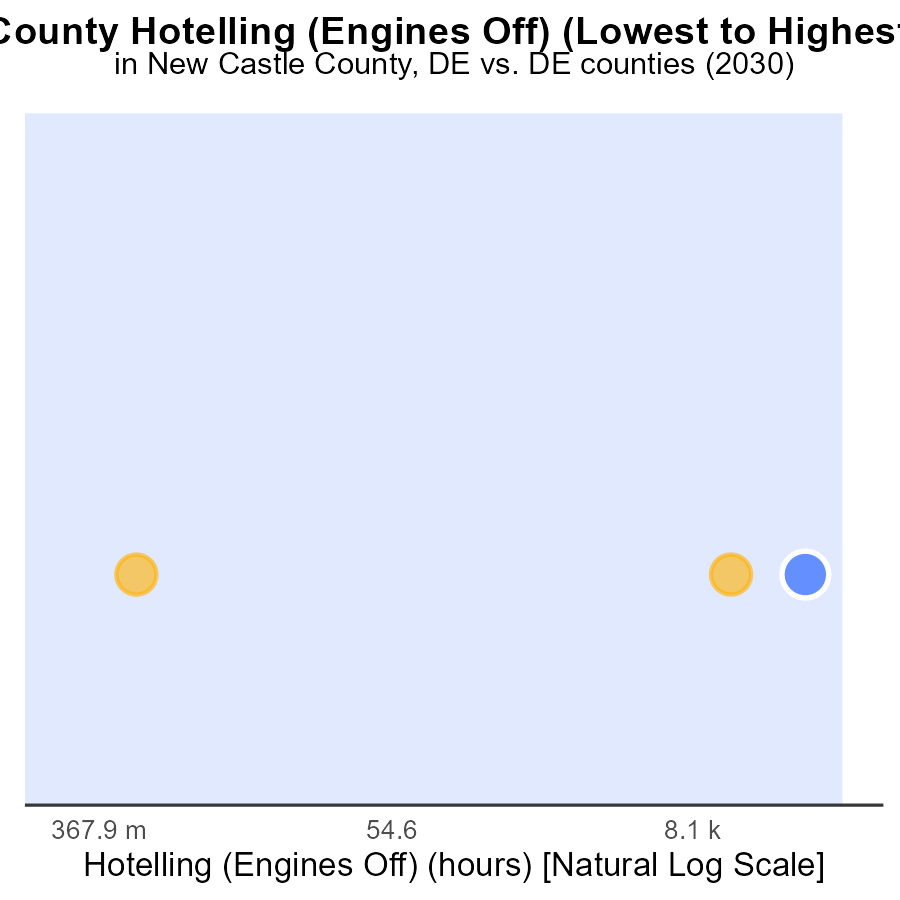 County Hotelling (Engines Off) (Lowest to Highest
in New Castle County, DE vs. DE counties (2030)
367.9 m 54.6 8.1 k
Hotelling (Engines Off) (hours) [Natural Log Scale]